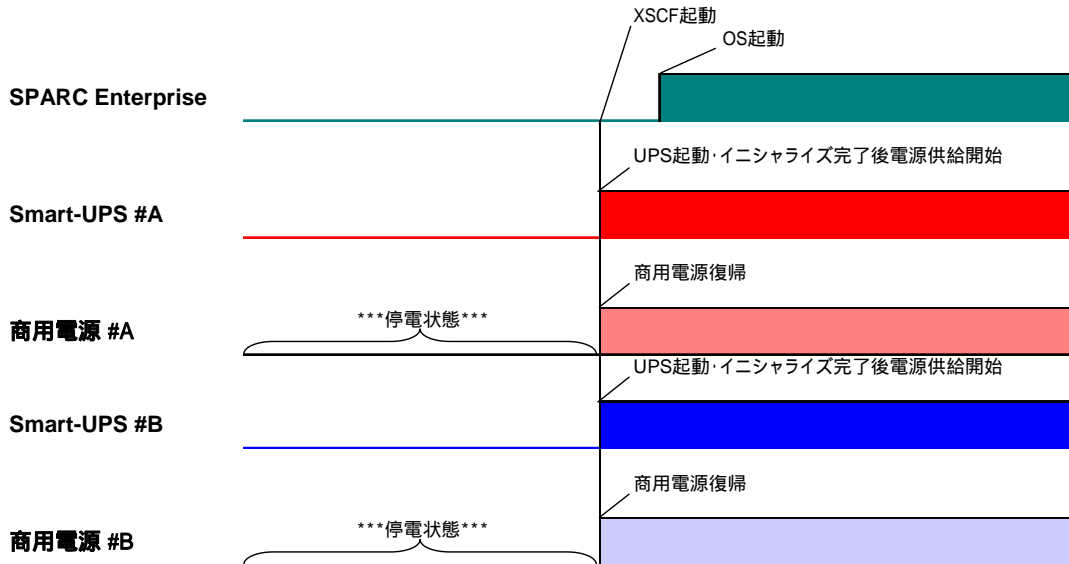 XSCF起動
OS起動
SPARC Enterprise
UPS起動・イニシャライズ完了後電源供給開始
Smart-UPS #A
商用電源復帰
商用電源 #A
***停電状態***
UPS起動・イニシャライズ完了後電源供給開始
Smart-UPS #B
商用電源復帰
商用電源 #B
***停電状態***